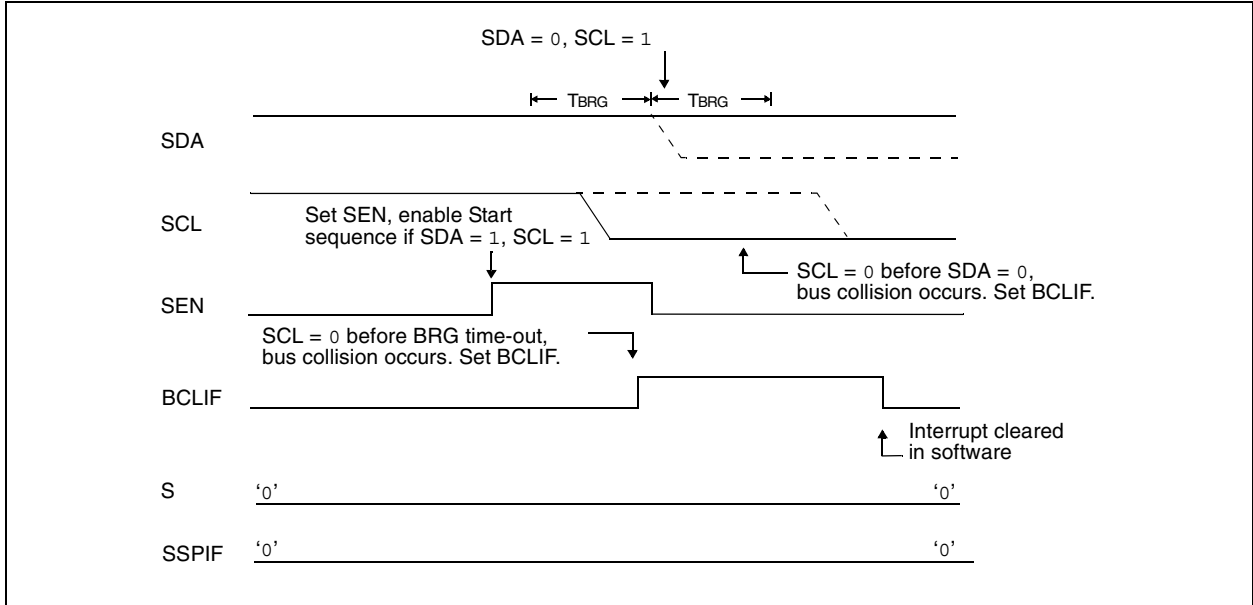 SDA = 0, SCL = 1
TBRG TBRG
SDA
SCL
Set SEN, enable Start
sequence if SDA = 1, SCL = 1
SCL = 0 before SDA = 0,
bus collision occurs. Set BCLIF.
SEN
SCL = 0 before BRG time-out,
bus collision occurs. Set BCLIF.
BCLIF
Interrupt cleared
in software
S ‘0’ ‘0’
SSPIF ‘0’ ‘0’